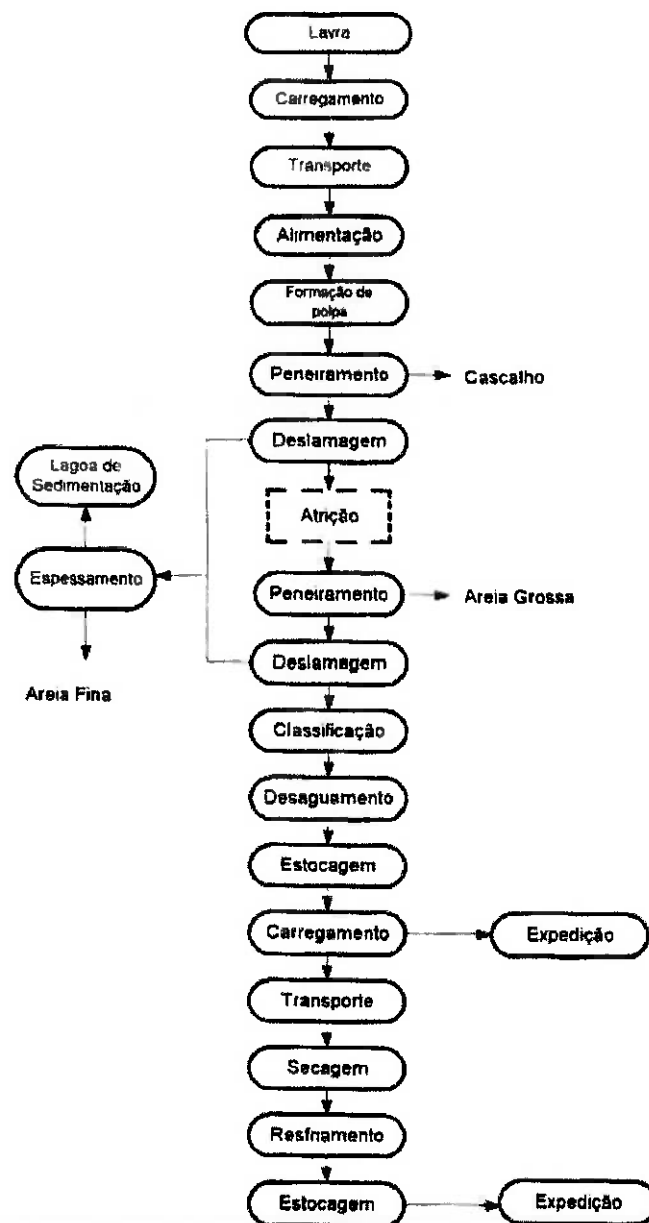 Lavra
Carregamento
Transporte
Alimentação
Formação de
polpa
Peneiramento
Cascalho
Deslamagem
Lagoa de
Sedimentação
Atrição
Espessamento
Peneiramento
Areia Grossa
Deslamagem
Areia Fina
Classificação
Desaguamento
Estocagem
Carregamento
Expedição
Transporte
Secagem
Resfriamento
Estocagem
Expedição